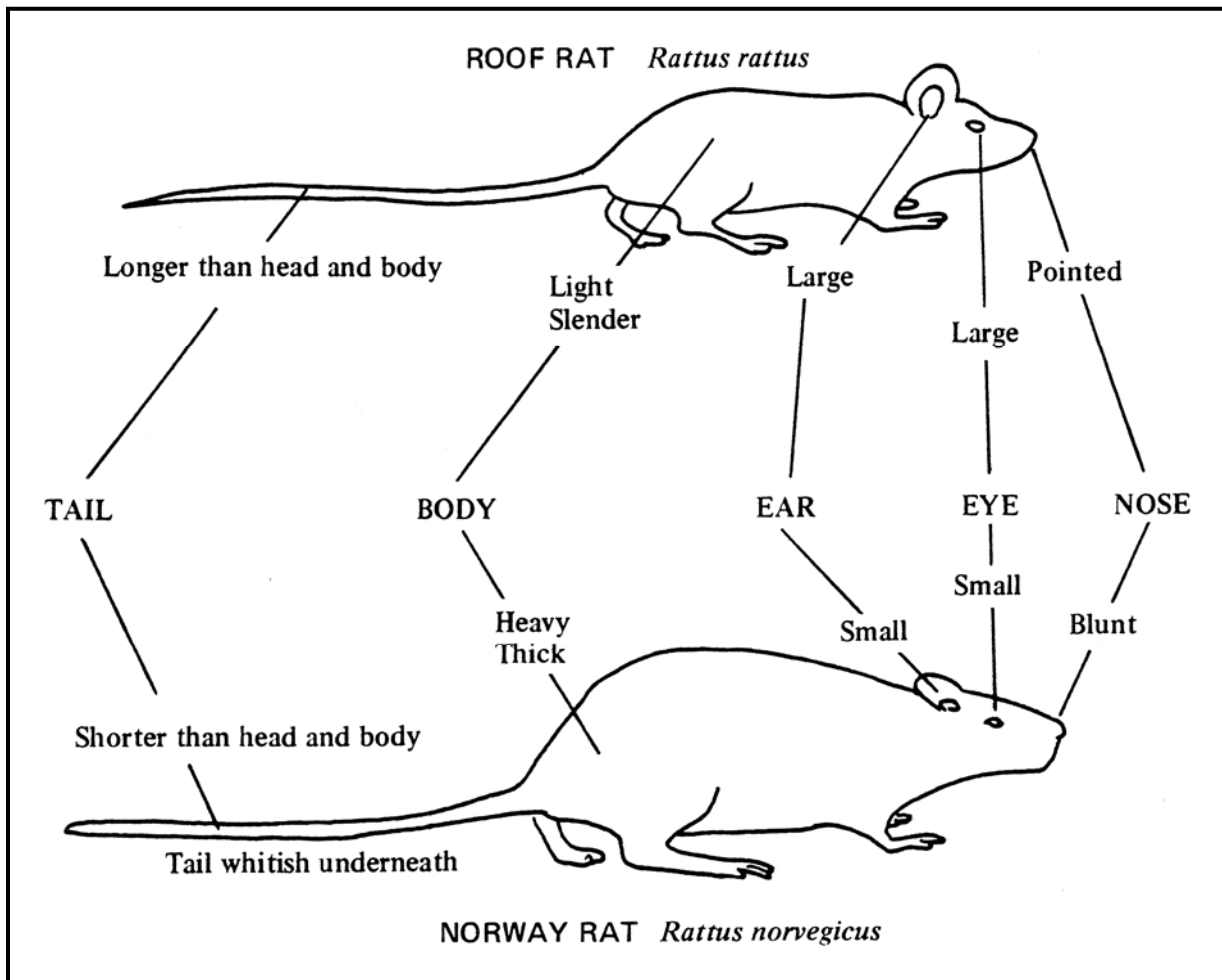 ROOF RAT Rattus rattus
Longer than head and body
Light
Slender
Large
Large
Pointed
TAIL
BODY
EAR
EYE
NOSE
Heavy
Thick
Small
Small
Blunt
Shorter than head and body
Tail whitish underneath
NORWAY RAT Rattus norvegicus